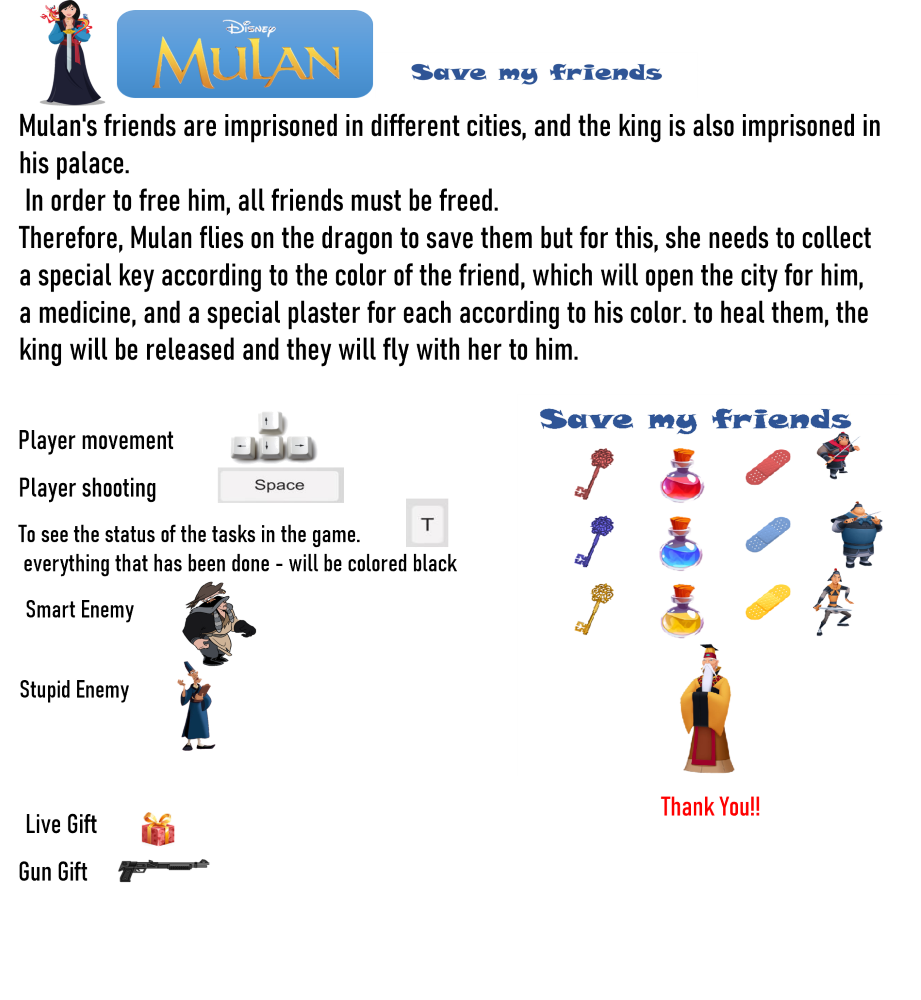 Disney
MULAN
Save my friends
Mulan's friends are imprisoned in different cities, and the king is also imprisoned in
his palace.
In order to free him, all friends must be freed.
Therefore, Mulan flies on the dragon to save them but for this, she needs to collect
a special key according to the color of the friend, which will open the city for him,
a medicine, and a special plaster for each according to his color. to heal them, the
king will be released and they will fly with her to him.
Save my friends
Player movement
Player shooting
Space
To see the status of the tasks in the game.
T
everything that has been done - will be colored black
Smart Enemy
Stupid Enemy
Thank You!!
Live Gift
Gun Gift